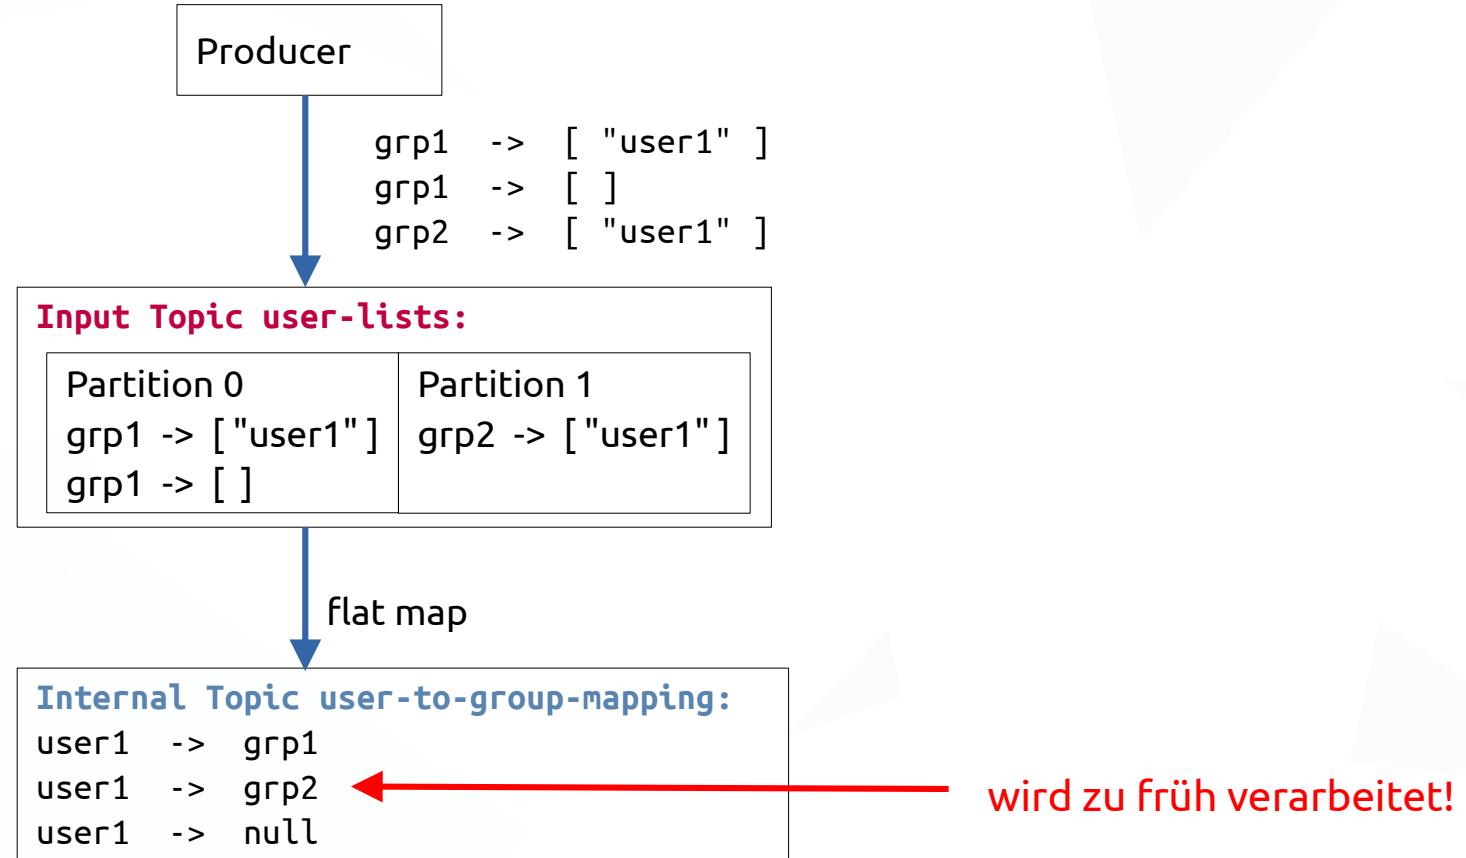 Producer
grp1 -> [ "user1" ]
grp1 -> [ ]
grp2 -> [ "user1" ]
Input Topic user-lists:
Partition 0
grp1 -> ["user1"]
grp1 -> [ ]
Partition 1
grp2 -> ["user1"]
flat map
Internal Topic user-to-group-mapping:
user1 -> grp1
user1 -> grp2
user1 -> null
wird zu früh verarbeitet!